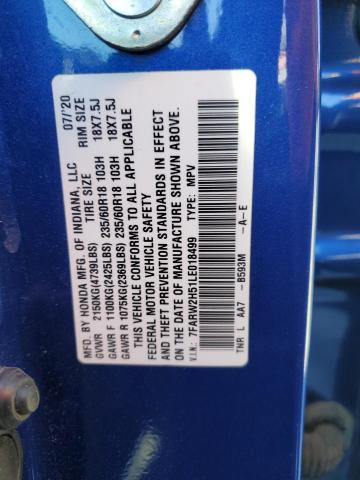 MFD. BY HONDA MFG. OF INDIANA, LLC 07/'20
TIRE SIZE RIM SIZE
GVWR 2150KG(4739LBS)
GAWR F 1100KG(2425LBS) 235/60R18 103H 18X7.5J
GAWR R 1075KG(2369LBS) 235/60R18 103H 18X7.5J
THIS VEHICLE CONFORMS TO ALL APPLICABLE
FEDERAL MOTOR VEHICLE SAFETY
AND THEFT PREVENTION STANDARDS IN EFFECT
ON THE DATE OF MANUFACTURE SHOWN ABOVE.
V.I.N.: 7FARW2H51LE018499 TYPE: MPV
TNR L AA7 -B593M -A-E